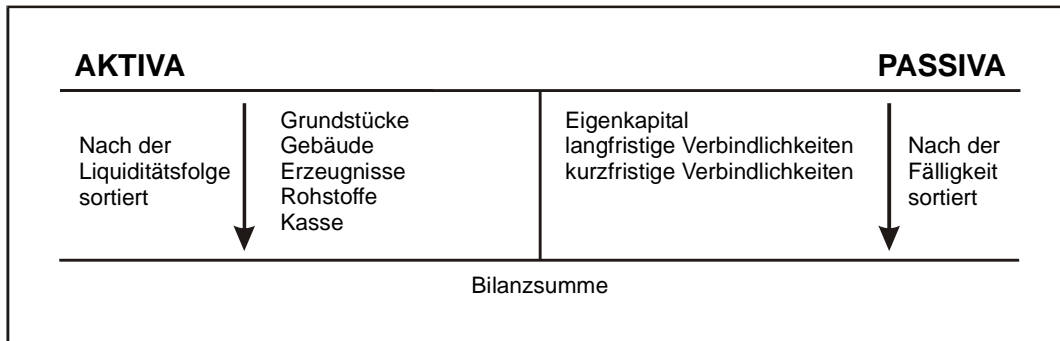 AKTIVA
PASSIVA
Nach der
Liquiditätsfolge
sortiert
Grundstücke
Gebäude
Erzeugnisse
Rohstoffe
Kasse
Eigenkapital
langfristige Verbindlichkeiten
kurzfristige Verbindlichkeiten
Nach der
Fälligkeit
sortiert
Bilanzsumme